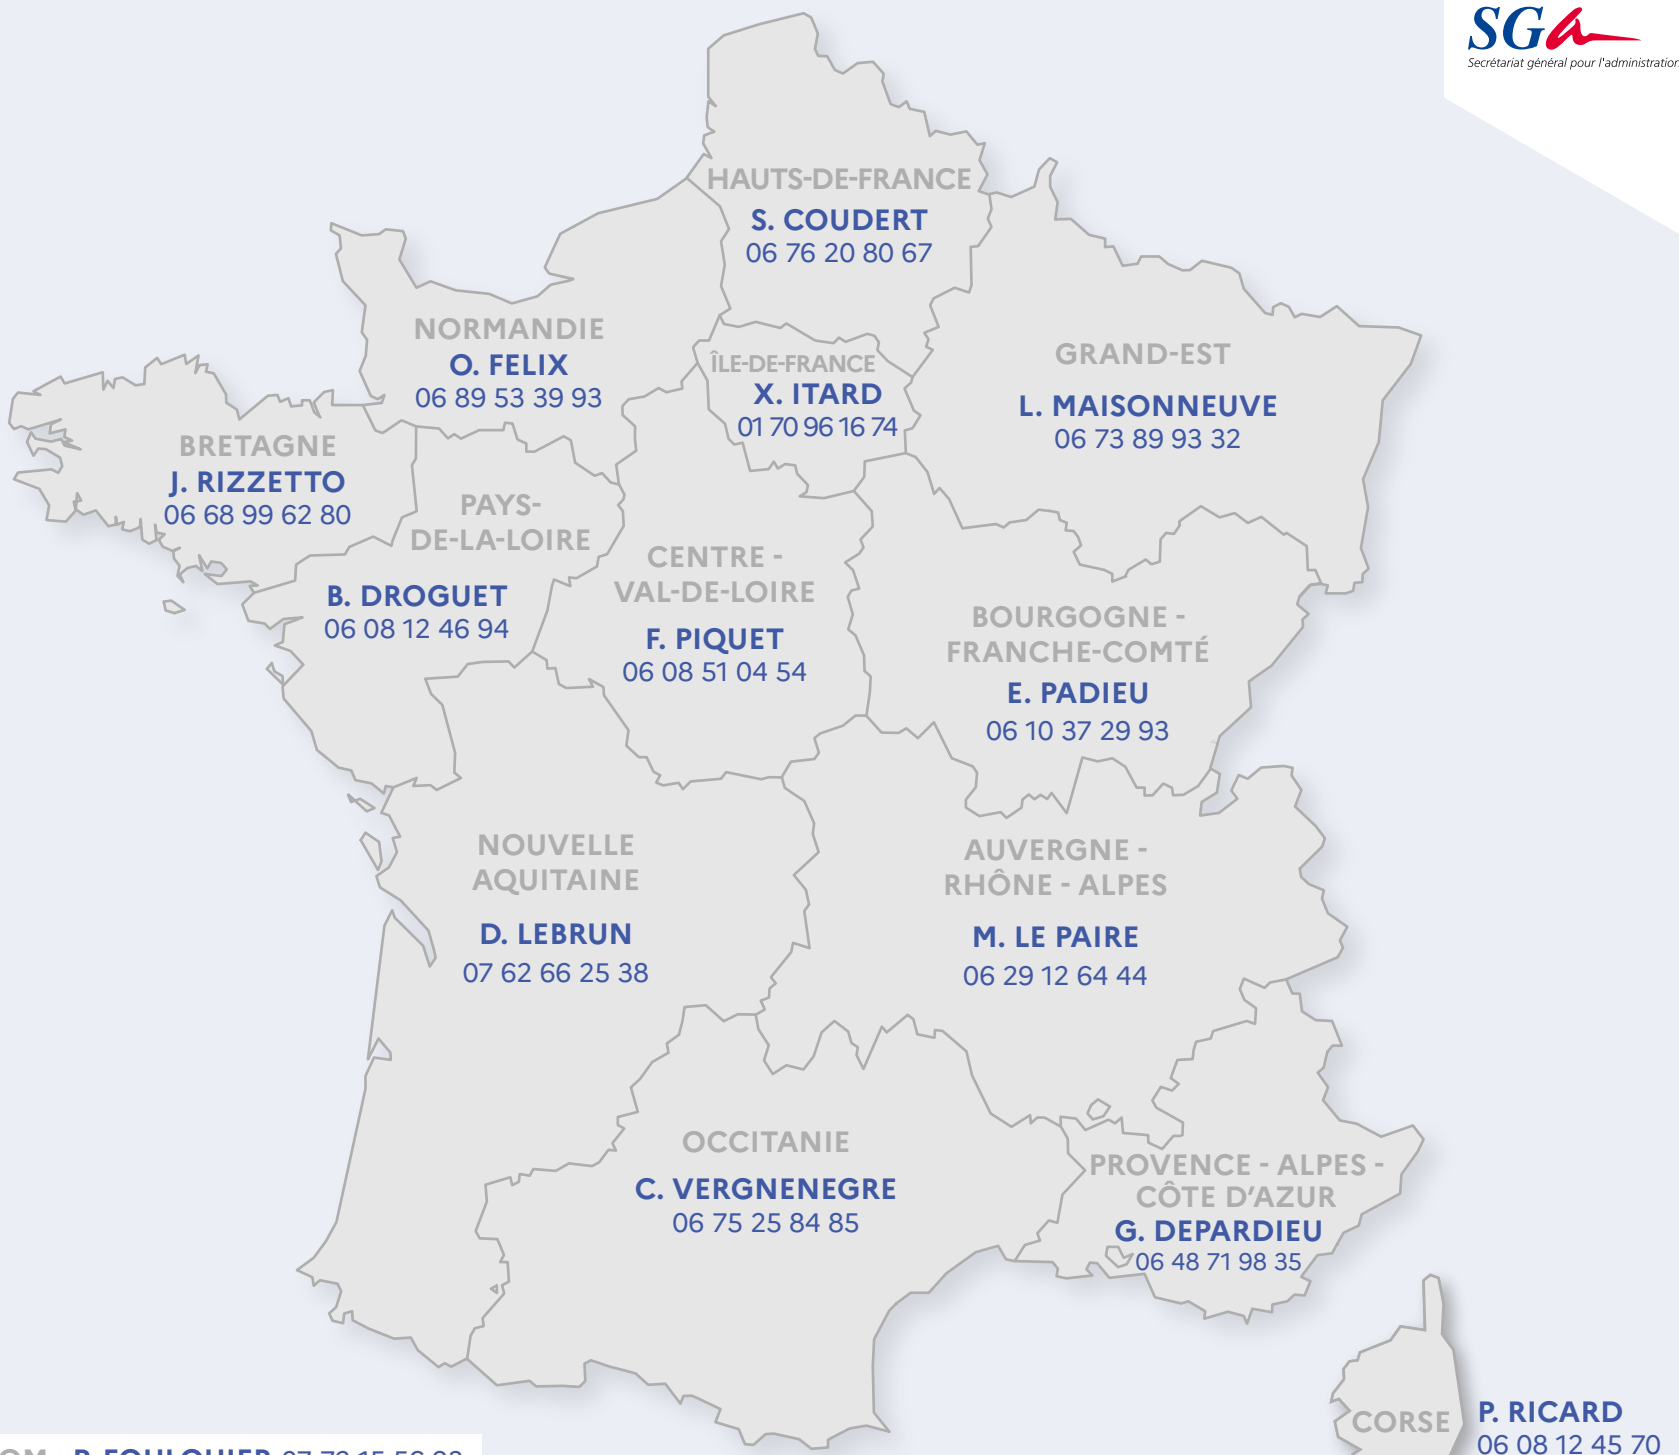 SGa
Secrétariat général pour l'administration
HAUTS-DE-FRANCE
S. COUDERT
06 76 20 80 67
NORMANDIE
O. FELIX
06 89 53 39 93
ÎLE-DE-FRANCE
X. ITARD
01 70 96 16 74
GRAND-EST
L. MAISONNEUVE
06 73 89 93 32
BRETAGNE
J. RIZZETTO
06 68 99 62 80
PAYS-
DE-LA-LOIRE
B. DROGUET
06 08 12 46 94
CENTRE -
VAL-DE-LOIRE
F. PIQUET
06 08 51 04 54
BOURGOGNE -
FRANCHE-COMTÉ
E. PADIEU
06 10 37 29 93
NOUVELLE
AQUITAINE
D. LEBRUN
07 62 66 25 38
AUVERGNE -
RHÔNE - ALPES
M. LE PAIRE
06 29 12 64 44
OCCITANIE
C. VERGNENEGRE
06 75 25 84 85
PROVENCE - ALPES -
CÔTE D'AZUR
G. DEPARDIEU
06 48 71 98 35
CORSE
P. RICARD
06 08 12 45 70